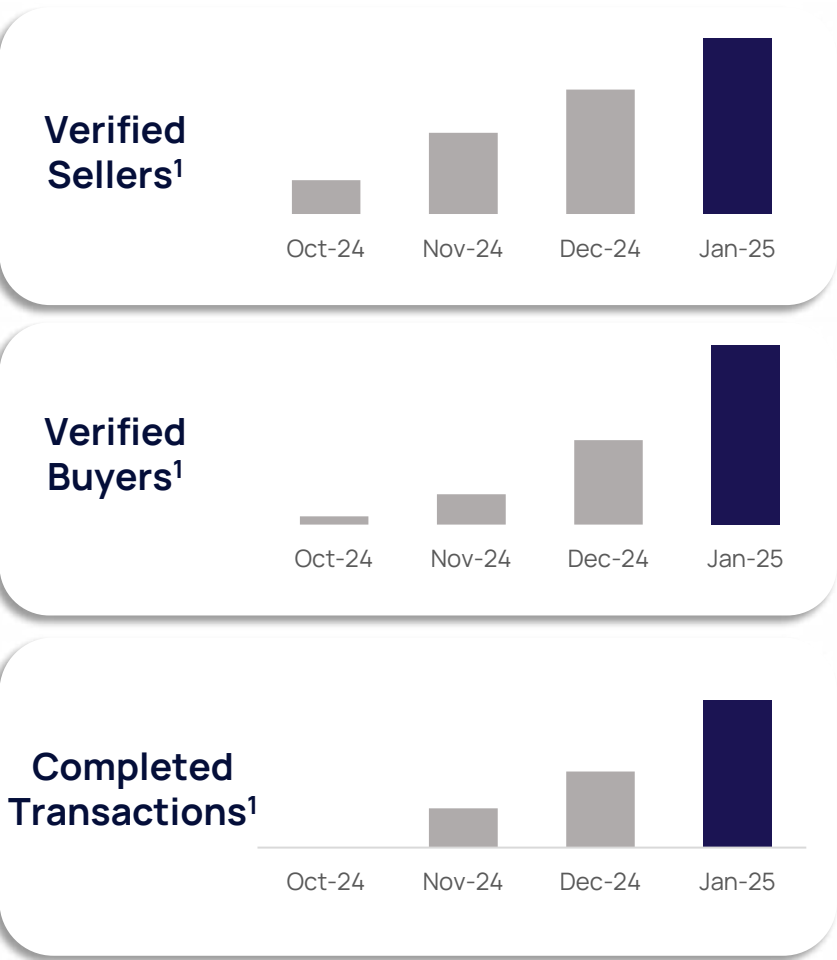 Verified
Sellers¹
Oct-24 Nov-24 Dec-24 Jan-25
Verified
Buyers¹
Oct-24 Nov-24 Dec-24 Jan-25
Completed
Transactions¹
Oct-24 Nov-24 Dec-24 Jan-25